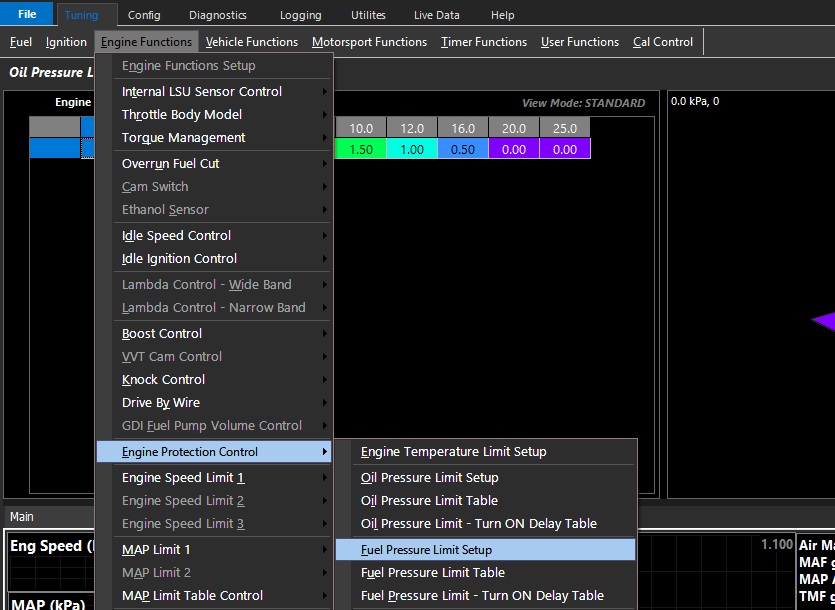 File Tuning Config Diagnostics Logging Utilites Live Data Help
Fuel Ignition Engine Functions Vehicle Functions Motorsport Functions Timer Functions User Functions Cal Control
Oil Pressure L
Engine Functions Setup
Engine
View Mode: STANDARD
0.0 kPa, 0
10.0 12.0 16.0 20.0 25.0
1.50 1.00 0.50 0.00 0.00
Internal LSU Sensor Control
Throttle Body Model
Torque Management
Overrun Fuel Cut
Cam Switch
Ethanol Sensor
Idle Speed Control
Idle Ignition Control
Lambda Control - Wide Band
Lambda Control - Narrow Band
Boost Control
VVT Cam Control
Knock Control
Drive By Wire
GDI Fuel Pump Volume Control
Engine Protection Control
Engine Speed Limit 1
Engine Speed Limit 2
Engine Speed Limit 3
MAP Limit 1
MAP Limit 2
MAP Limit Table Control
Engine Temperature Limit Setup
Oil Pressure Limit Setup
Oil Pressure Limit Table
Oil Pressure Limit - Turn ON Delay Table
Fuel Pressure Limit Setup
Fuel Pressure Limit Table
Fuel Pressure Limit - Turn ON Delay Table
Main
Eng Speed (
MAP (kPa)
1.100
Air Ma
MAF g
MAP A
TMF g